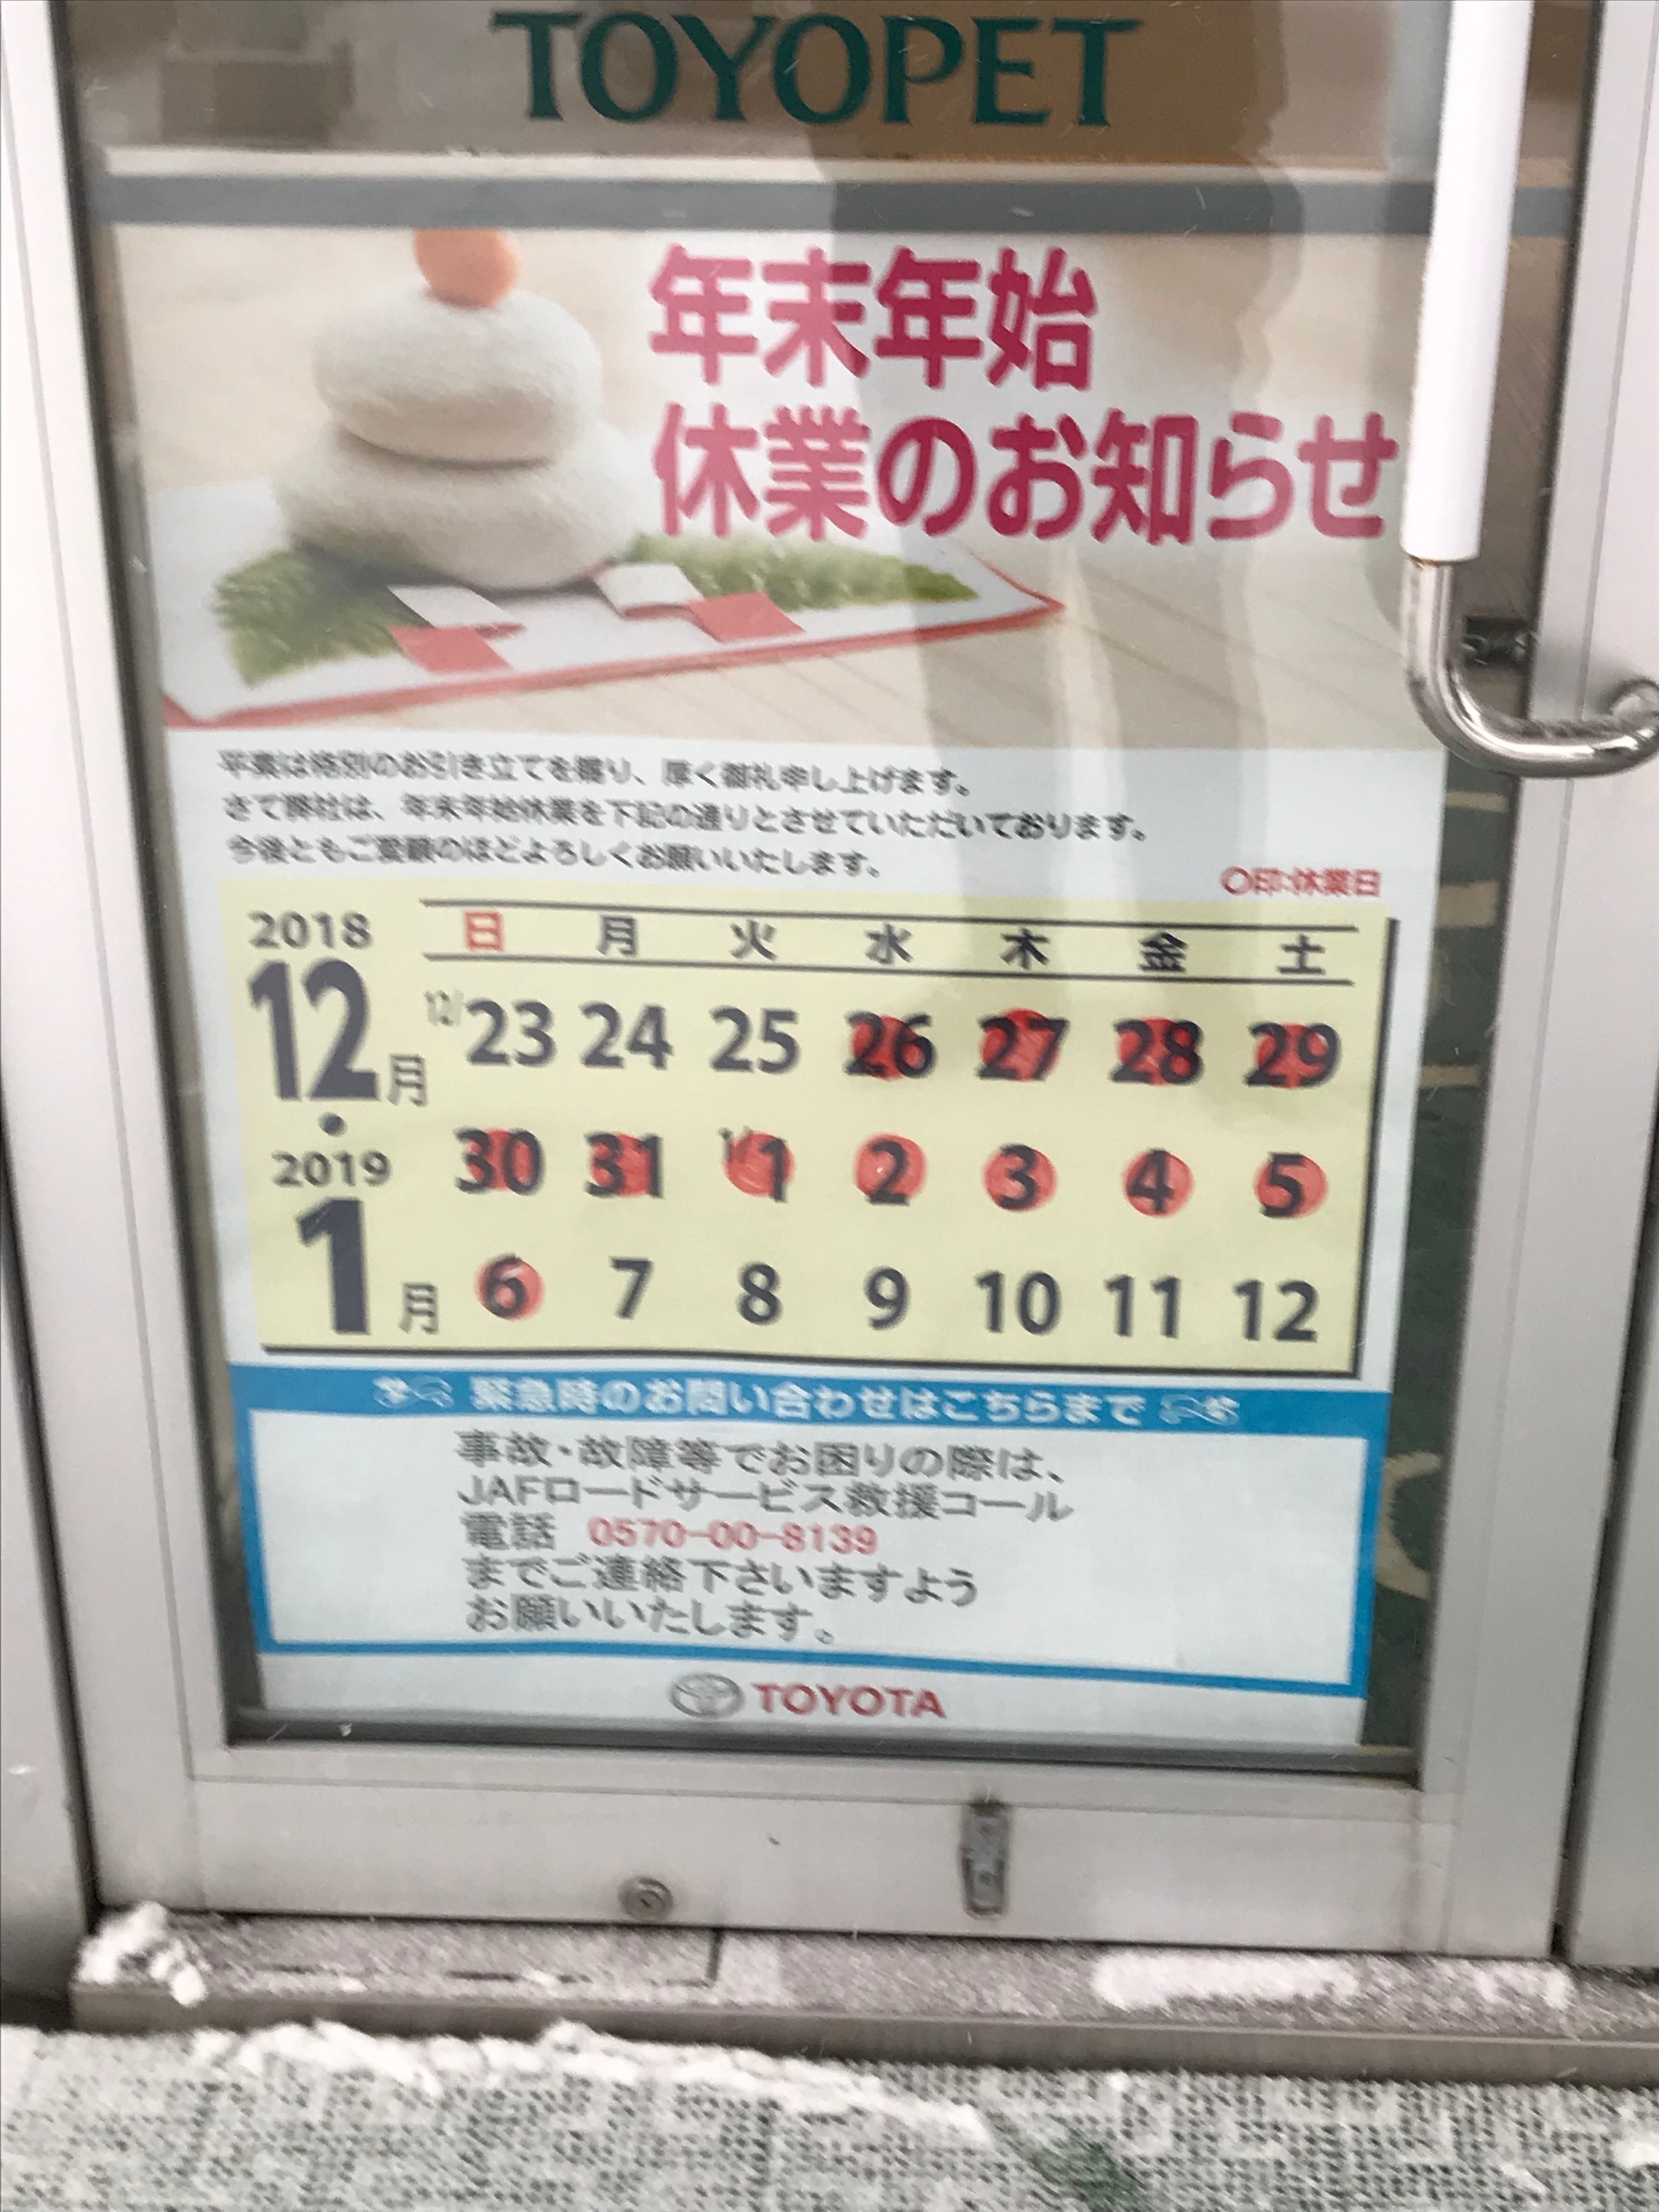 TOYOPET
年末年始
休業のお知らせ
平素は格別のお引き立てを賜り、厚く御礼申し上げます。
さて弊社は、年末年始休業を下記の通りとさせていただいております。
今後ともご愛顧のほどよろしくお願いいたします。
〇印:休業日
2018
12月
・
2019
1月
日 月 火 水 木 金 土
12/23 24 25 26 27 28 29
30 31 1/1 2 3 4 5
6 7 8 9 10 11 12
緊急時のお問い合わせはこちらまで
事故・故障等でお困りの際は、
JAFロードサービス救援コール
電話 0570-00-8139
までご連絡下さいますよう
お願いいたします。
TOYOTA